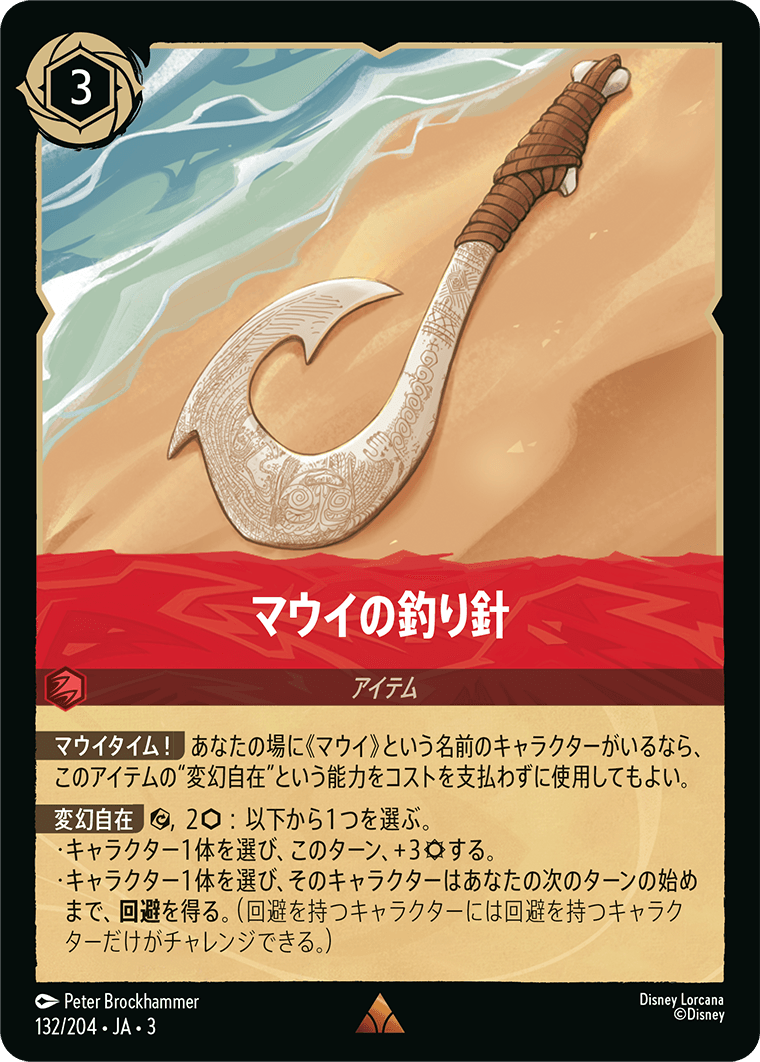 3
マウイの釣り針
アイテム
マウイタイム! あなたの場に《マウイ》という名前のキャラクターがいるなら、
このアイテムの“変幻自在”という能力をコストを支払わずに使用してもよい。
変幻自在 , 2 : 以下から1つを選ぶ。
・キャラクター1体を選び、このターン、+3する。
・キャラクター1体を選び、そのキャラクターはあなたの次のターンの始め
まで、回避を得る。(回避を持つキャラクターには回避を持つキャラク
ターだけがチャレンジできる。)
Peter Brockhammer
132/204 • JA • 3
Disney Lorcana
©Disney